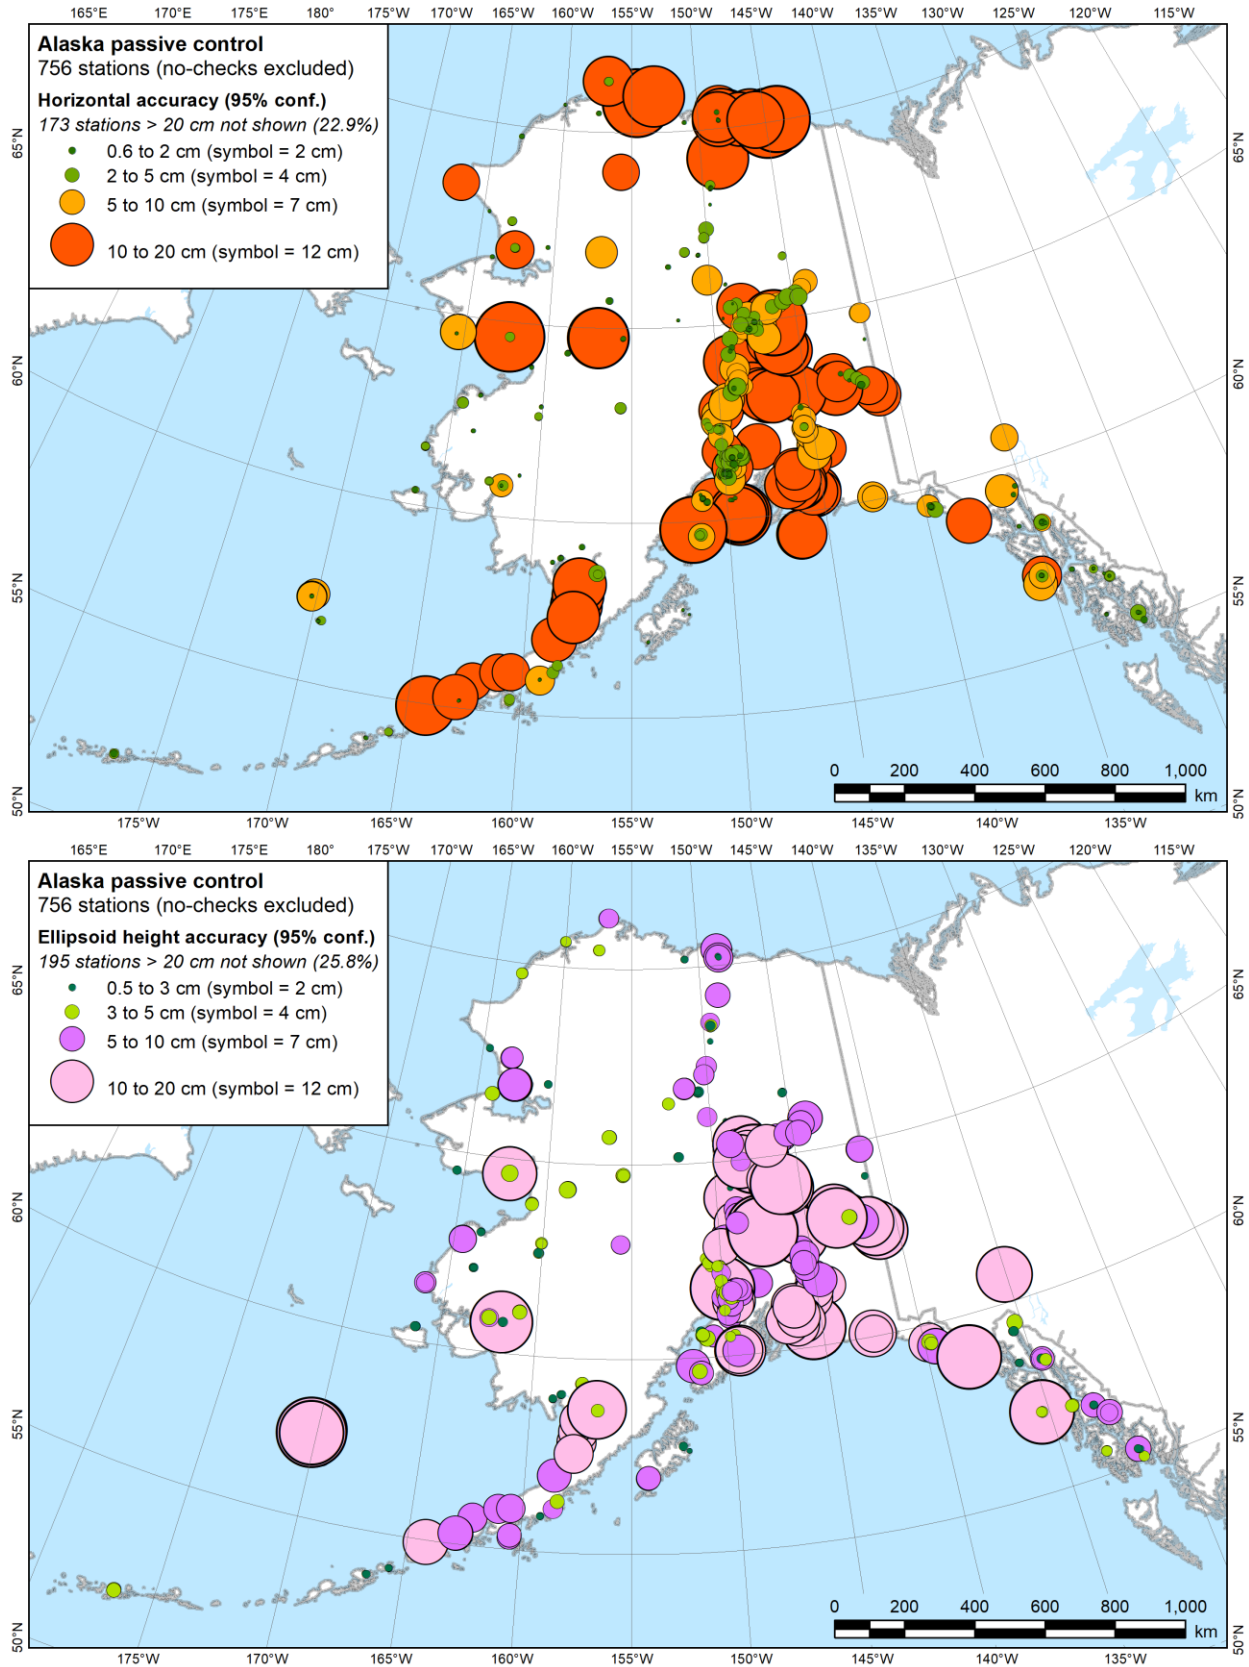 165°E 170°E 175°E 180° 175°W 170°W 165°W 160°W 155°W 150°W 145°W 140°W 135°W 130°W 125°W 120°W 115°W
Alaska passive control
756 stations (no-checks excluded)
Horizontal accuracy (95% conf.)
173 stations > 20 cm not shown (22.9%)
0.6 to 2 cm (symbol = 2 cm)
2 to 5 cm (symbol = 4 cm)
5 to 10 cm (symbol = 7 cm)
10 to 20 cm (symbol = 12 cm)
65°N
60°N
55°N
50°N
65°N
60°N
55°N
50°N
0 200 400 600 800 1,000
km
175°W 170°W 165°W 160°W 155°W 150°W 145°W 140°W 135°W
165°E 170°E 175°E 180° 175°W 170°W 165°W 160°W 155°W 150°W 145°W 140°W 135°W 130°W 125°W 120°W 115°W
Alaska passive control
756 stations (no-checks excluded)
Ellipsoid height accuracy (95% conf.)
195 stations > 20 cm not shown (25.8%)
0.5 to 3 cm (symbol = 2 cm)
3 to 5 cm (symbol = 4 cm)
5 to 10 cm (symbol = 7 cm)
10 to 20 cm (symbol = 12 cm)
65°N
60°N
55°N
50°N
65°N
60°N
55°N
50°N
0 200 400 600 800 1,000
km
175°W 170°W 165°W 160°W 155°W 150°W 145°W 140°W 135°W